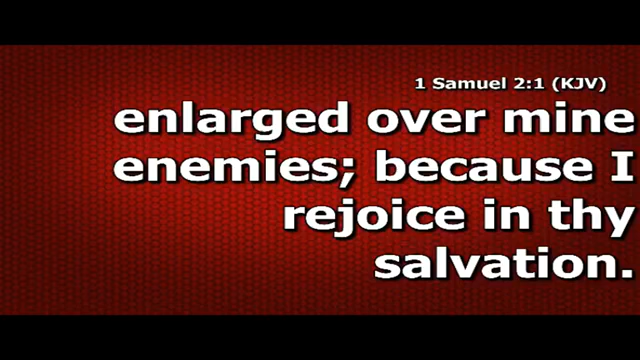 1 Samuel 2:1 (KJV)
enlarged over mine
enemies; because I
rejoice in thy
salvation.